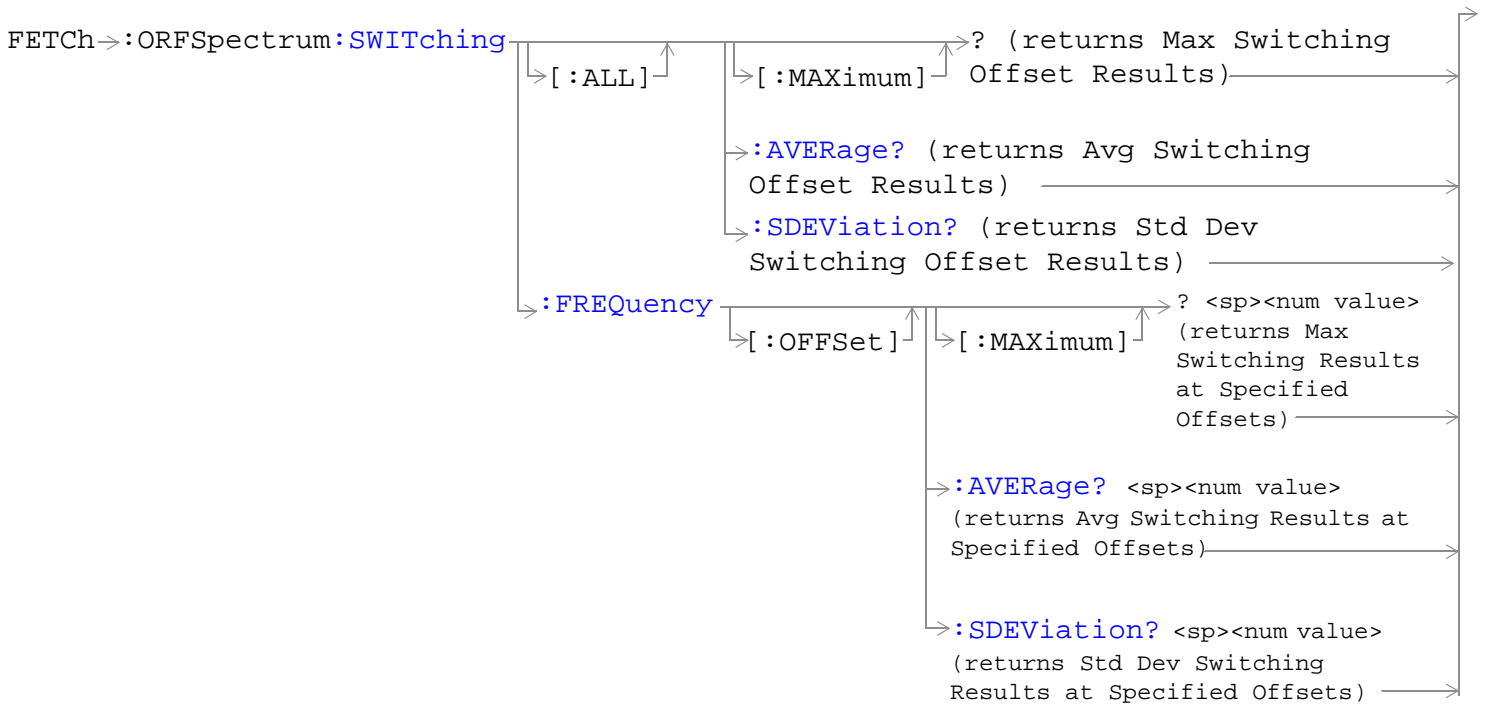 FETCh :ORFSpectrum:SWITching
[:ALL]
[:MAXimum]
? (returns Max Switching
Offset Results)
:AVERage? (returns Avg Switching
Offset Results)
:SDEViation? (returns Std Dev
Switching Offset Results)
:FREQuency
[:OFFSet]
[:MAXimum]
? <sp><num value>
(returns Max
Switching Results
at Specified
Offsets)
:AVERage? <sp><num value>
(returns Avg Switching Results at
Specified Offsets)
:SDEViation? <sp><num value>
(returns Std Dev Switching
Results at Specified Offsets)